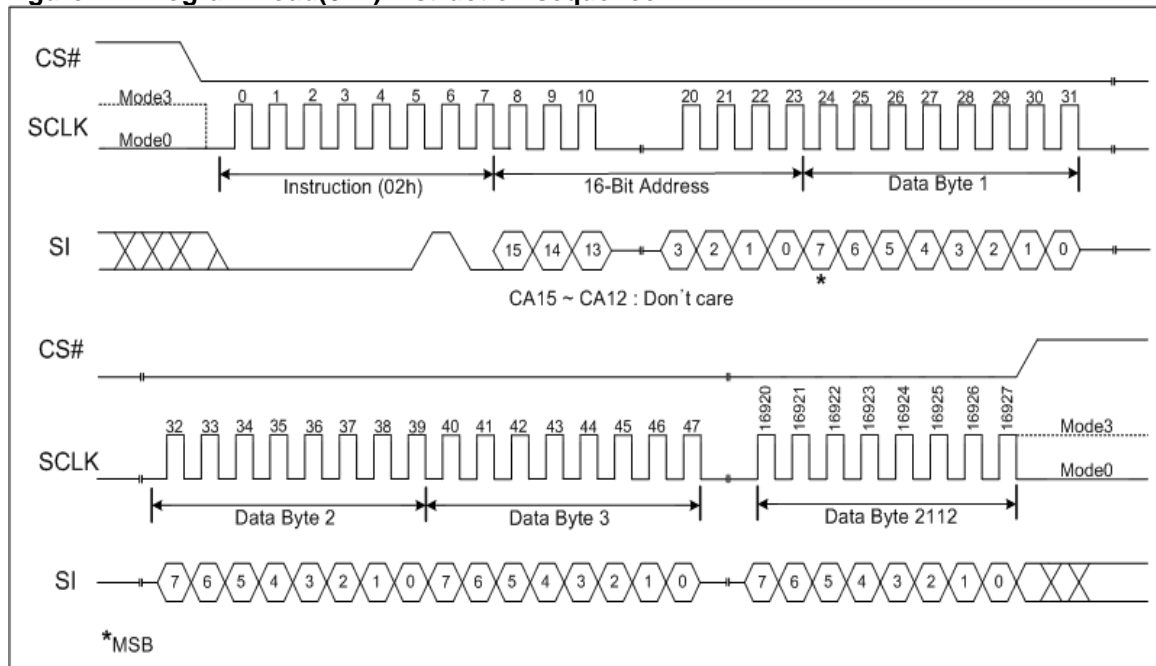 Program Load(02h) Instruction Sequence
CS#
Mode3
0 1 2 3 4 5 6 7 8 9 10 20 21 22 23 24 25 26 27 28 29 30 31
SCLK
Mode0
Instruction (02h) 16-Bit Address Data Byte 1
SI 15 14 13 3 2 1 0 7 6 5 4 3 2 1 0
*
CA15 ~ CA12 : Don't care
CS#
32 33 34 35 36 37 38 39 40 41 42 43 44 45 46 47 16920 16921 16922 16923 16924 16925 16926 16927
Mode3
SCLK
Mode0
Data Byte 2 Data Byte 3 Data Byte 2112
SI 7 6 5 4 3 2 1 0 7 6 5 4 3 2 1 0 7 6 5 4 3 2 1 0
*MSB